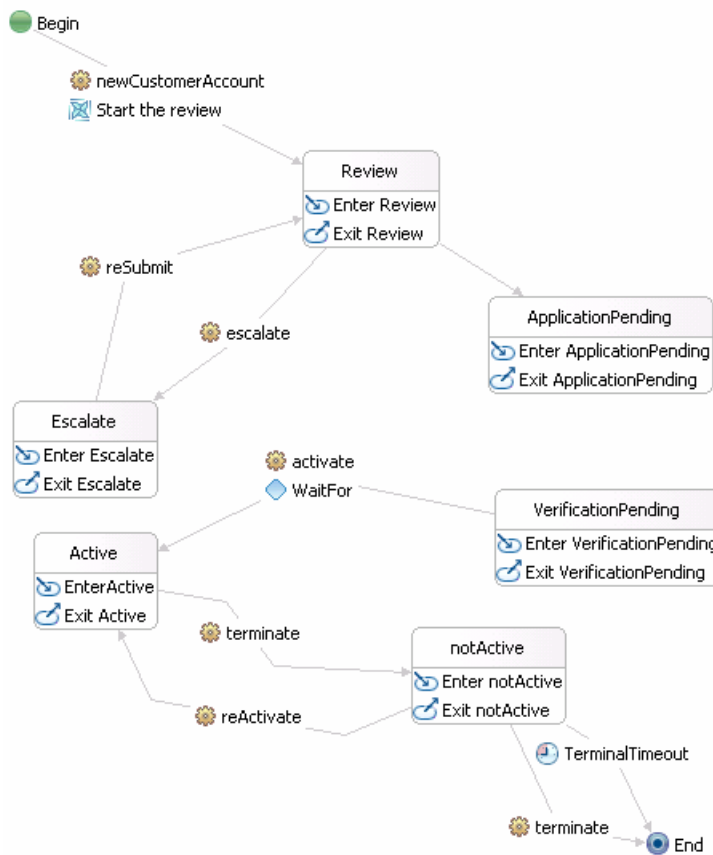 Begin
newCustomerAccount
Start the review
Review
Enter Review
Exit Review
reSubmit
escalate
ApplicationPending
Enter ApplicationPending
Exit ApplicationPending
Escalate
Enter Escalate
Exit Escalate
activate
WaitFor
VerificationPending
Enter VerificationPending
Exit VerificationPending
Active
EnterActive
Exit Active
terminate
notActive
Enter notActive
Exit notActive
reActivate
TerminalTimeout
terminate
End